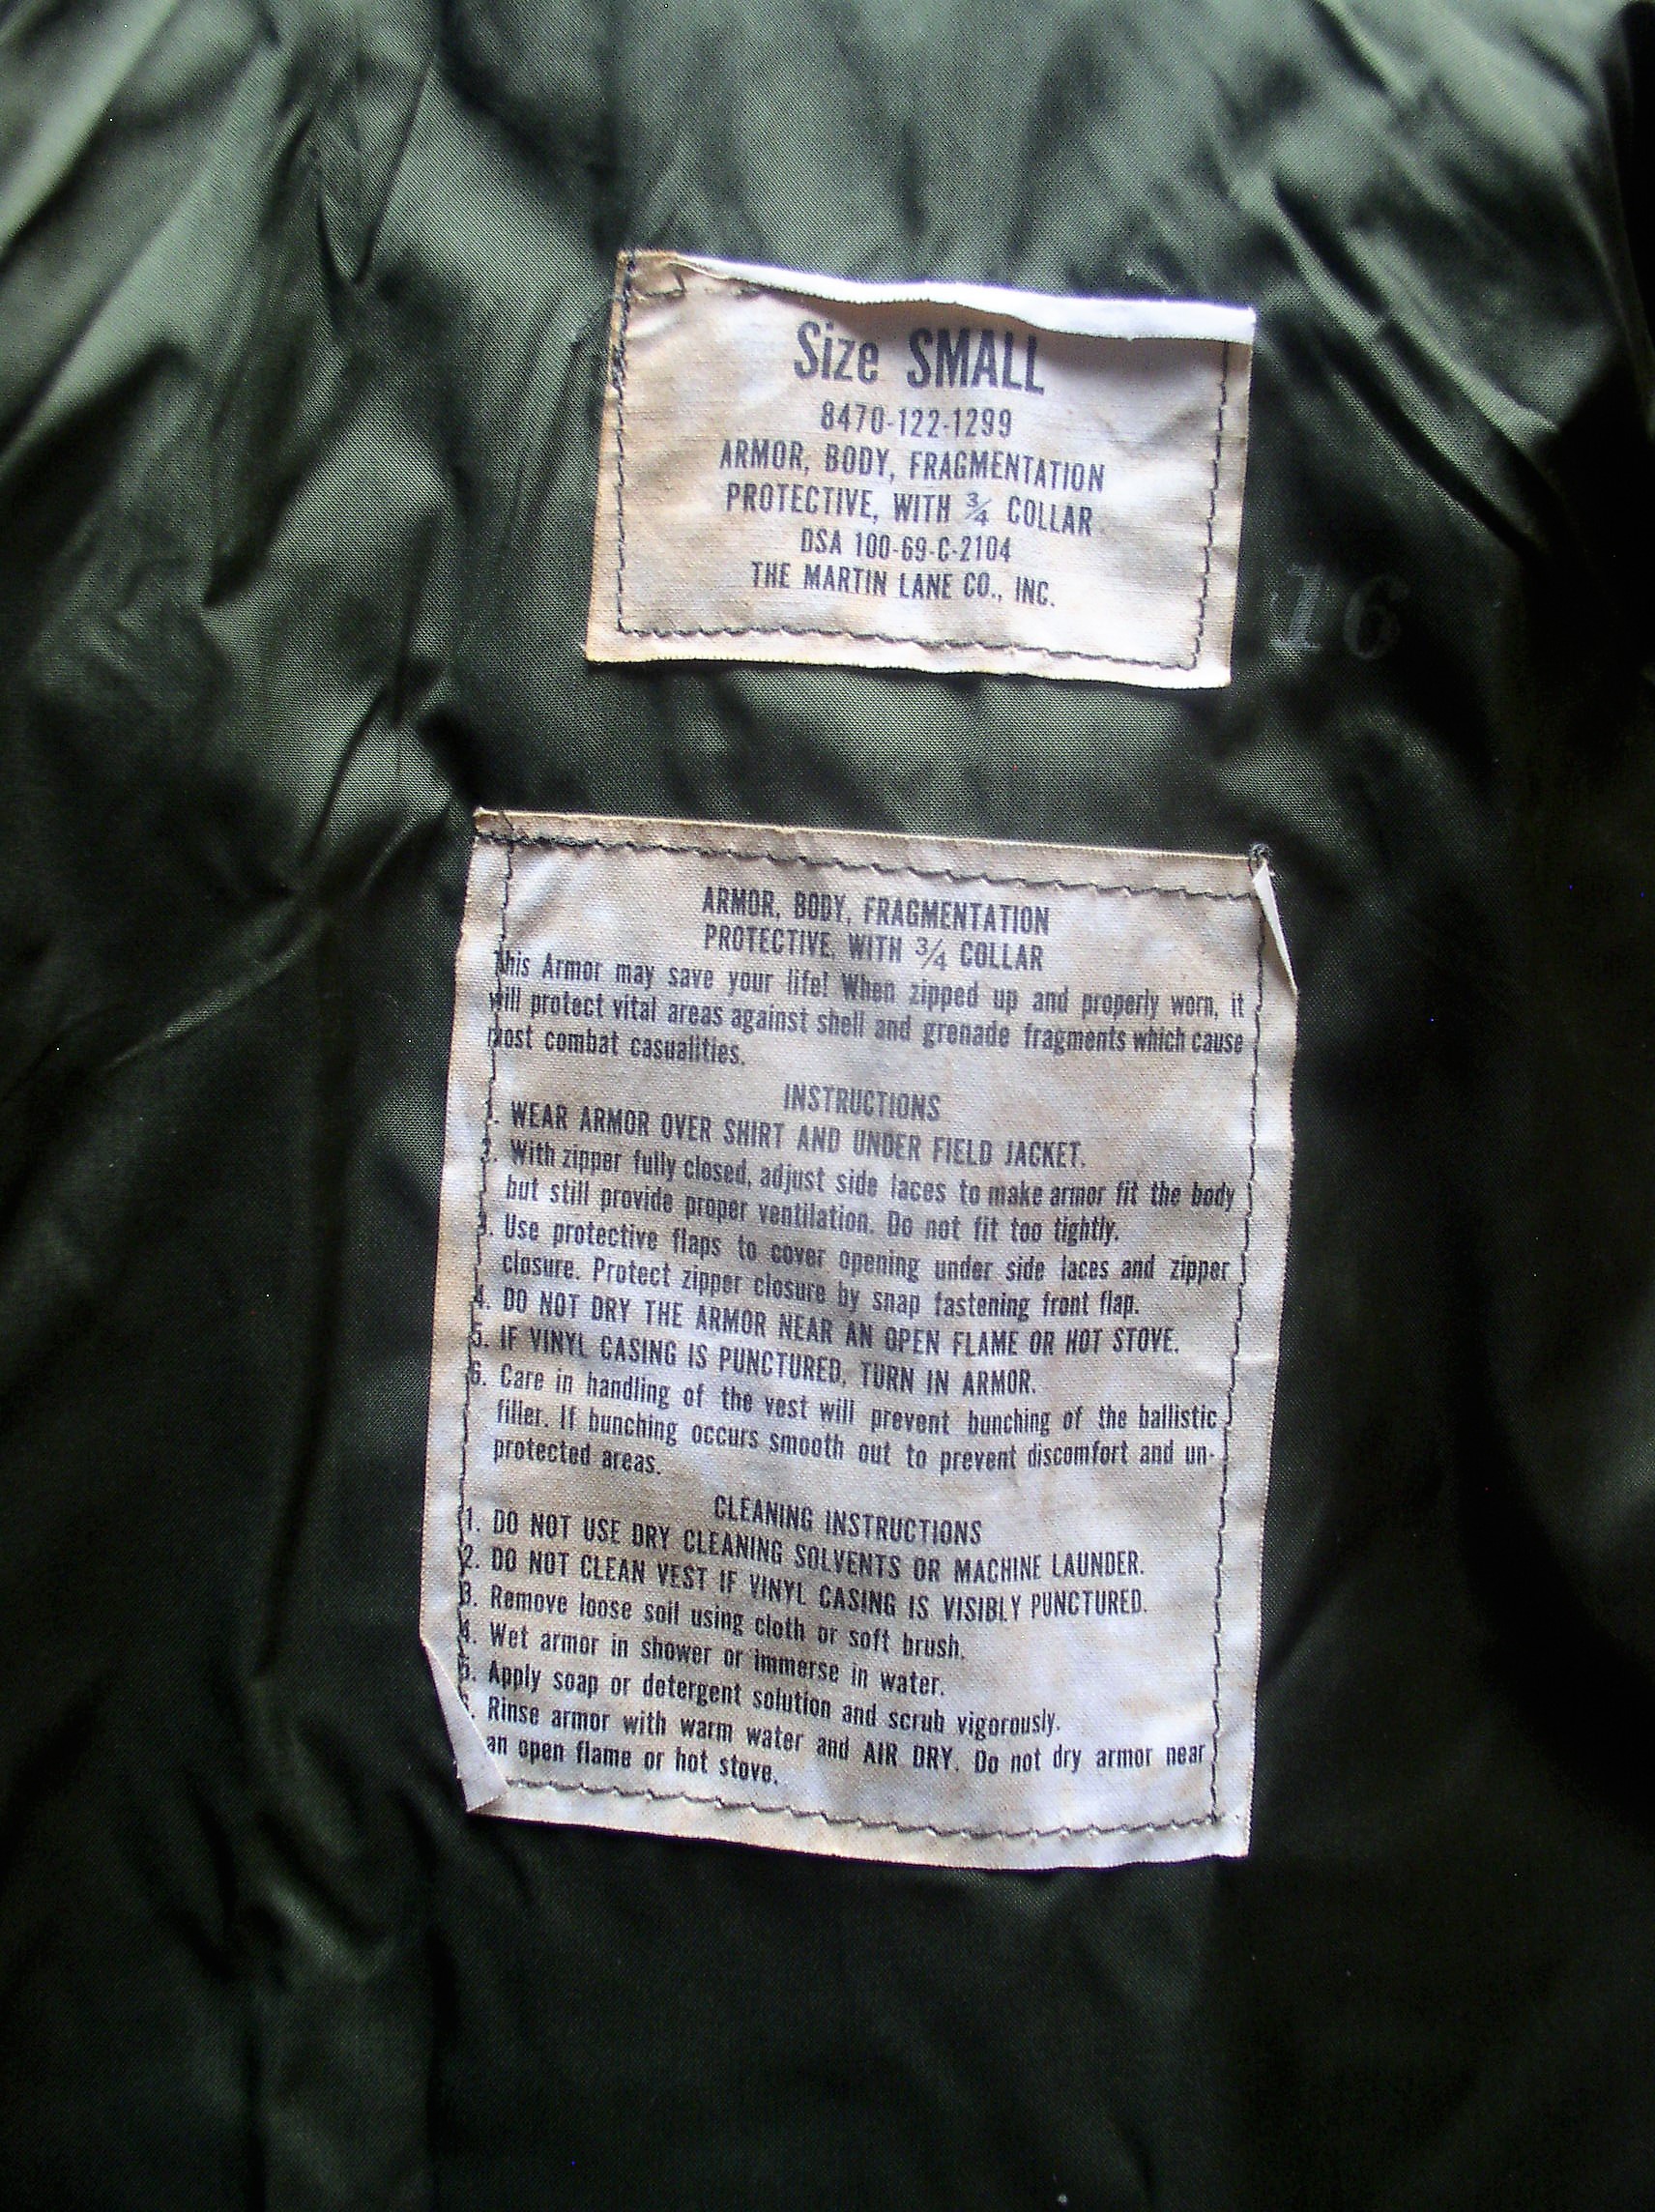 Size SMALL
8470-122-1299
ARMOR, BODY, FRAGMENTATION
PROTECTIVE, WITH ¾ COLLAR
DSA 100-69-C-2104
THE MARTIN LANE CO., INC.
16
ARMOR, BODY, FRAGMENTATION
PROTECTIVE, WITH ¾ COLLAR
This Armor may save your life! When zipped up and properly worn, it
will protect vital areas against shell and grenade fragments which cause
most combat casualities.
INSTRUCTIONS
1. WEAR ARMOR OVER SHIRT AND UNDER FIELD JACKET.
2. With zipper fully closed, adjust side laces to make armor fit the body
but still provide proper ventilation. Do not fit too tightly.
3. Use protective flaps to cover opening under side laces and zipper
closure. Protect zipper closure by snap fastening front flap.
4. DO NOT DRY THE ARMOR NEAR AN OPEN FLAME OR HOT STOVE.
5. IF VINYL CASING IS PUNCTURED, TURN IN ARMOR.
6. Care in handling of the vest will prevent bunching of the ballistic
filler. If bunching occurs smooth out to prevent discomfort and un-
protected areas.
CLEANING INSTRUCTIONS
1. DO NOT USE DRY CLEANING SOLVENTS OR MACHINE LAUNDER.
2. DO NOT CLEAN VEST IF VINYL CASING IS VISIBLY PUNCTURED.
3. Remove loose soil using cloth or soft brush.
4. Wet armor in shower or immerse in water.
5. Apply soap or detergent solution and scrub vigorously.
6. Rinse armor with warm water and AIR DRY. Do not dry armor near
an open flame or hot stove.